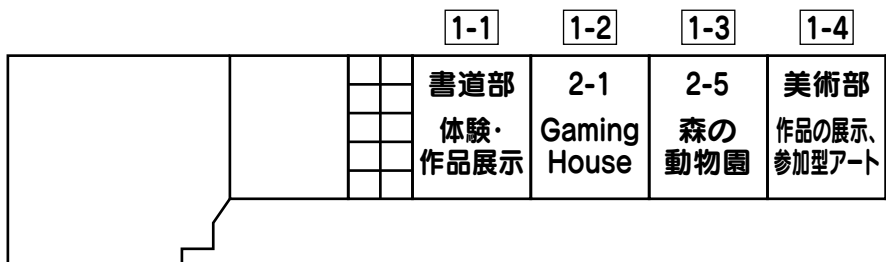 1-1
1-2
1-3
1-4
書道部
体験・
作品展示
2-1
Gaming
House
2-5
森の
動物園
美術部
作品の展示、
参加型アート